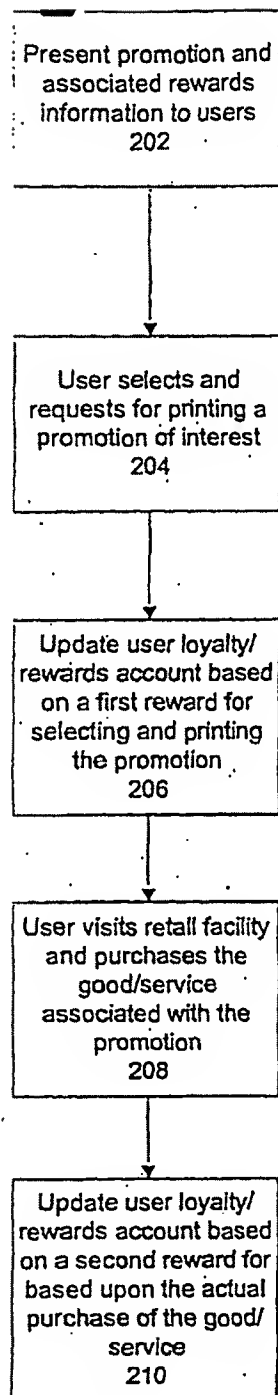 Present promotion and
associated rewards
information to users
202
User selects and
requests for printing a
promotion of interest
204
Update user loyalty/
rewards account based
on a first reward for
selecting and printing
the promotion
206
User visits retail facility
and purchases the
good/service
associated with the
promotion
208
Update user loyalty/
rewards account based
on a second reward for
based upon the actual
purchase of the good/
service
210